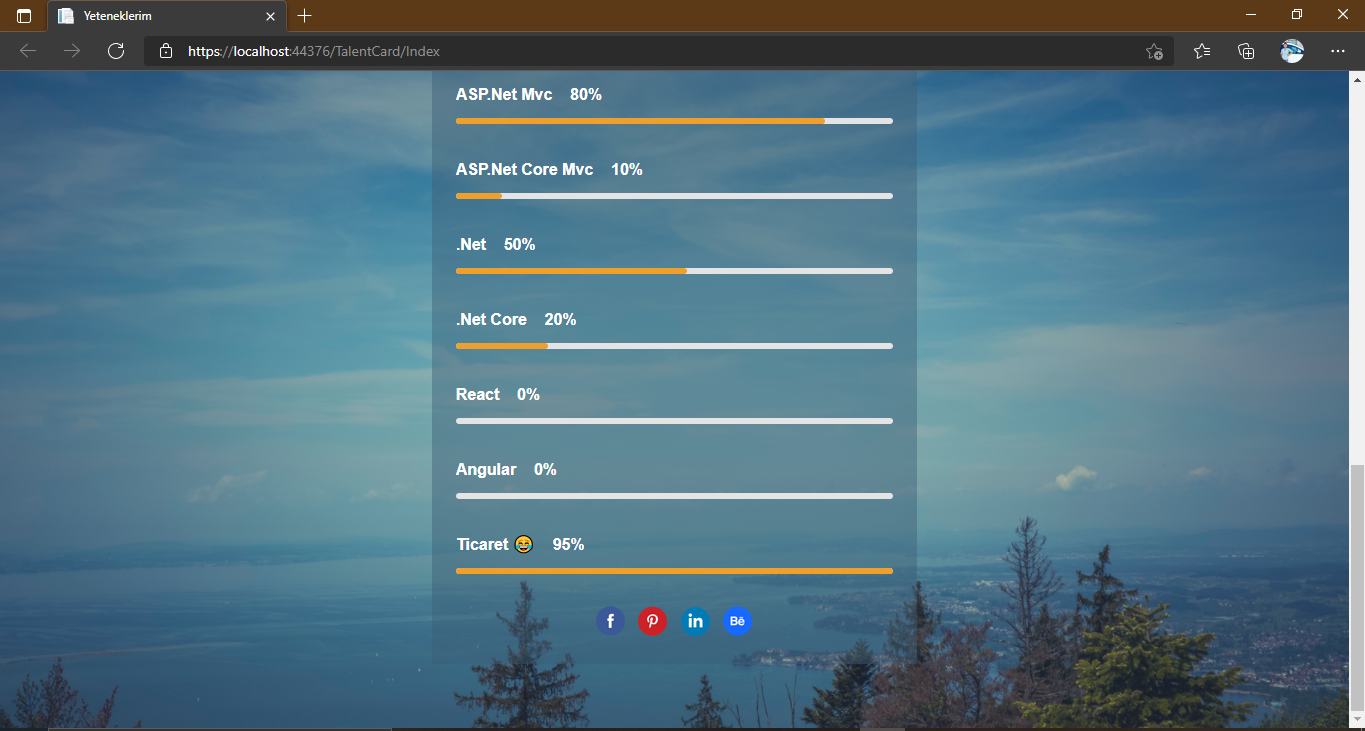 Yeteneklerim
https://localhost:44376/TalentCard/Index
ASP.Net Mvc 80%
ASP.Net Core Mvc 10%
.Net 50%
.Net Core 20%
React 0%
Angular 0%
Ticaret 😂 95%
f in Bē